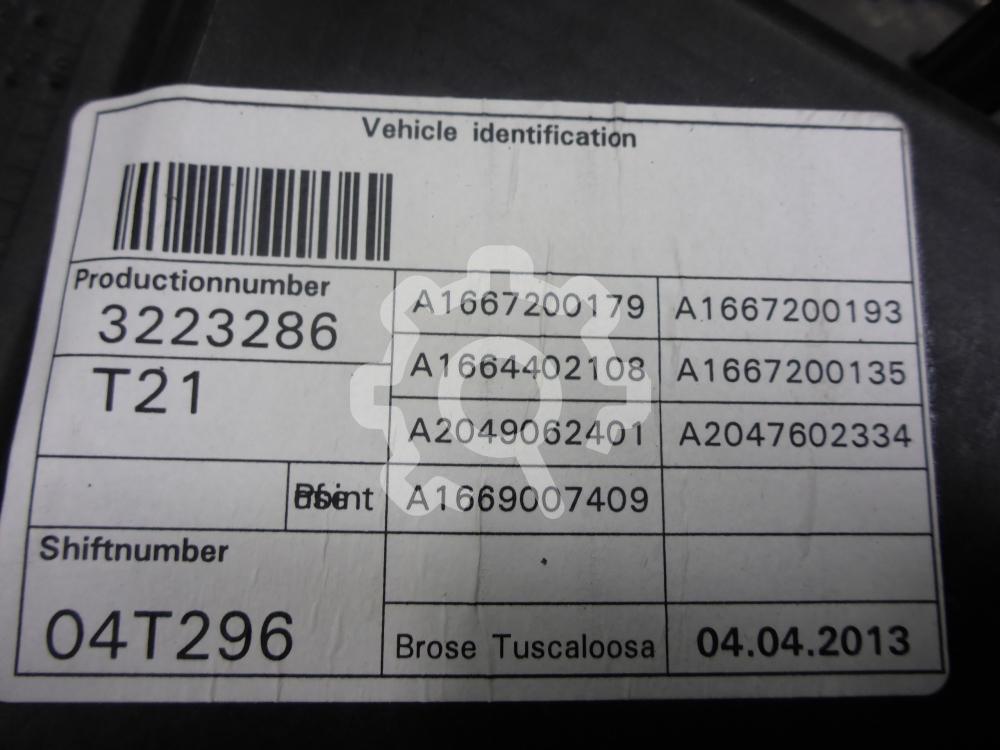 Vehicle identification
Productionnumber
3223286
A1667200179 A1667200193
T21
A1664402108 A1667200135
A2049062401 A2047602334
A1669007409
Shiftnumber
04T296
Brose Tuscaloosa 04.04.2013